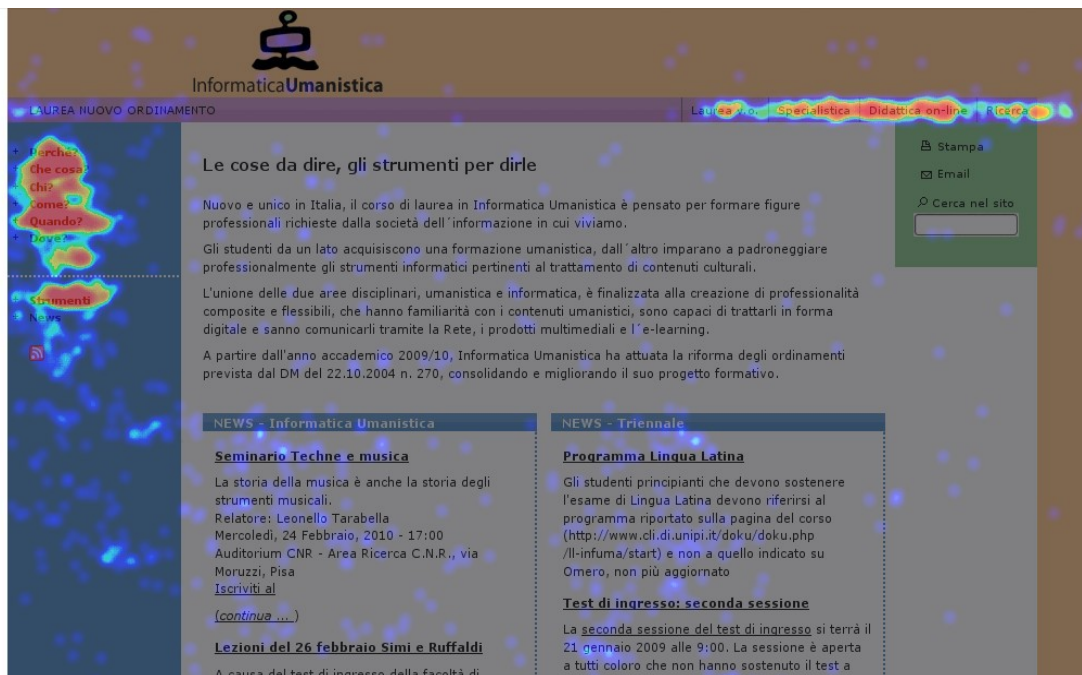 InformaticaUmanistica
LAUREA NUOVO ORDINAMENTO
Laurea v.o. Specialistica Didattica on-line Ricerca
+ Perchè?
+ Che cosa?
+ Chi?
+ Come?
+ Quando?
+ Dove?
+ Strumenti
+ News
Le cose da dire, gli strumenti per dirle
Nuovo e unico in Italia, il corso di laurea in Informatica Umanistica è pensato per formare figure
professionali richieste dalla società dell´informazione in cui viviamo.
Gli studenti da un lato acquisiscono una formazione umanistica, dall´altro imparano a padroneggiare
professionalmente gli strumenti informatici pertinenti al trattamento di contenuti culturali.
L'unione delle due aree disciplinari, umanistica e informatica, è finalizzata alla creazione di professionalità
composite e flessibili, che hanno familiarità con i contenuti umanistici, sono capaci di trattarli in forma
digitale e sanno comunicarli tramite la Rete, i prodotti multimediali e l´e-learning.
A partire dall'anno accademico 2009/10, Informatica Umanistica ha attuata la riforma degli ordinamenti
prevista dal DM del 22.10.2004 n. 270, consolidando e migliorando il suo progetto formativo.
NEWS - Informatica Umanistica
Seminario Techne e musica
La storia della musica è anche la storia degli
strumenti musicali.
Relatore: Leonello Tarabella
Mercoledì, 24 Febbraio, 2010 - 17:00
Auditorium CNR - Area Ricerca C.N.R., via
Moruzzi, Pisa
Iscriviti al
(continua ... )
Lezioni del 26 febbraio Simi e Ruffaldi
A causa del test di ingresso della facoltà di
NEWS - Triennale
Programma Lingua Latina
Gli studenti principianti che devono sostenere
l'esame di Lingua Latina devono riferirsi al
programma riportato sulla pagina del corso
(http://www.cli.di.unipi.it/doku/doku.php
/ll-infuma/start) e non a quello indicato su
Omero, non più aggiornato
Test di ingresso: seconda sessione
La seconda sessione del test di ingresso si terrà il
21 gennaio 2009 alle 9:00. La sessione è aperta
a tutti coloro che non hanno sostenuto il test a
Stampa
Email
Cerca nel sito